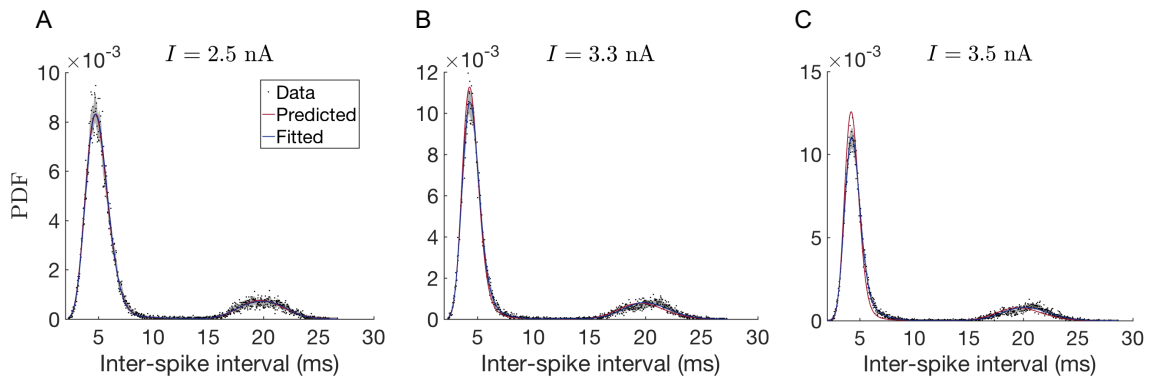 A
I = 2.5 nA
×10⁻³
10
8
6
4
2
0
PDF
5
10
15
20
25
30
Inter-spike interval (ms)
Data
Predicted
Fitted
B
I = 3.3 nA
×10⁻³
12
10
8
6
4
2
0
5
10
15
20
25
30
Inter-spike interval (ms)
C
I = 3.5 nA
×10⁻³
15
10
5
0
5
10
15
20
25
30
Inter-spike interval (ms)